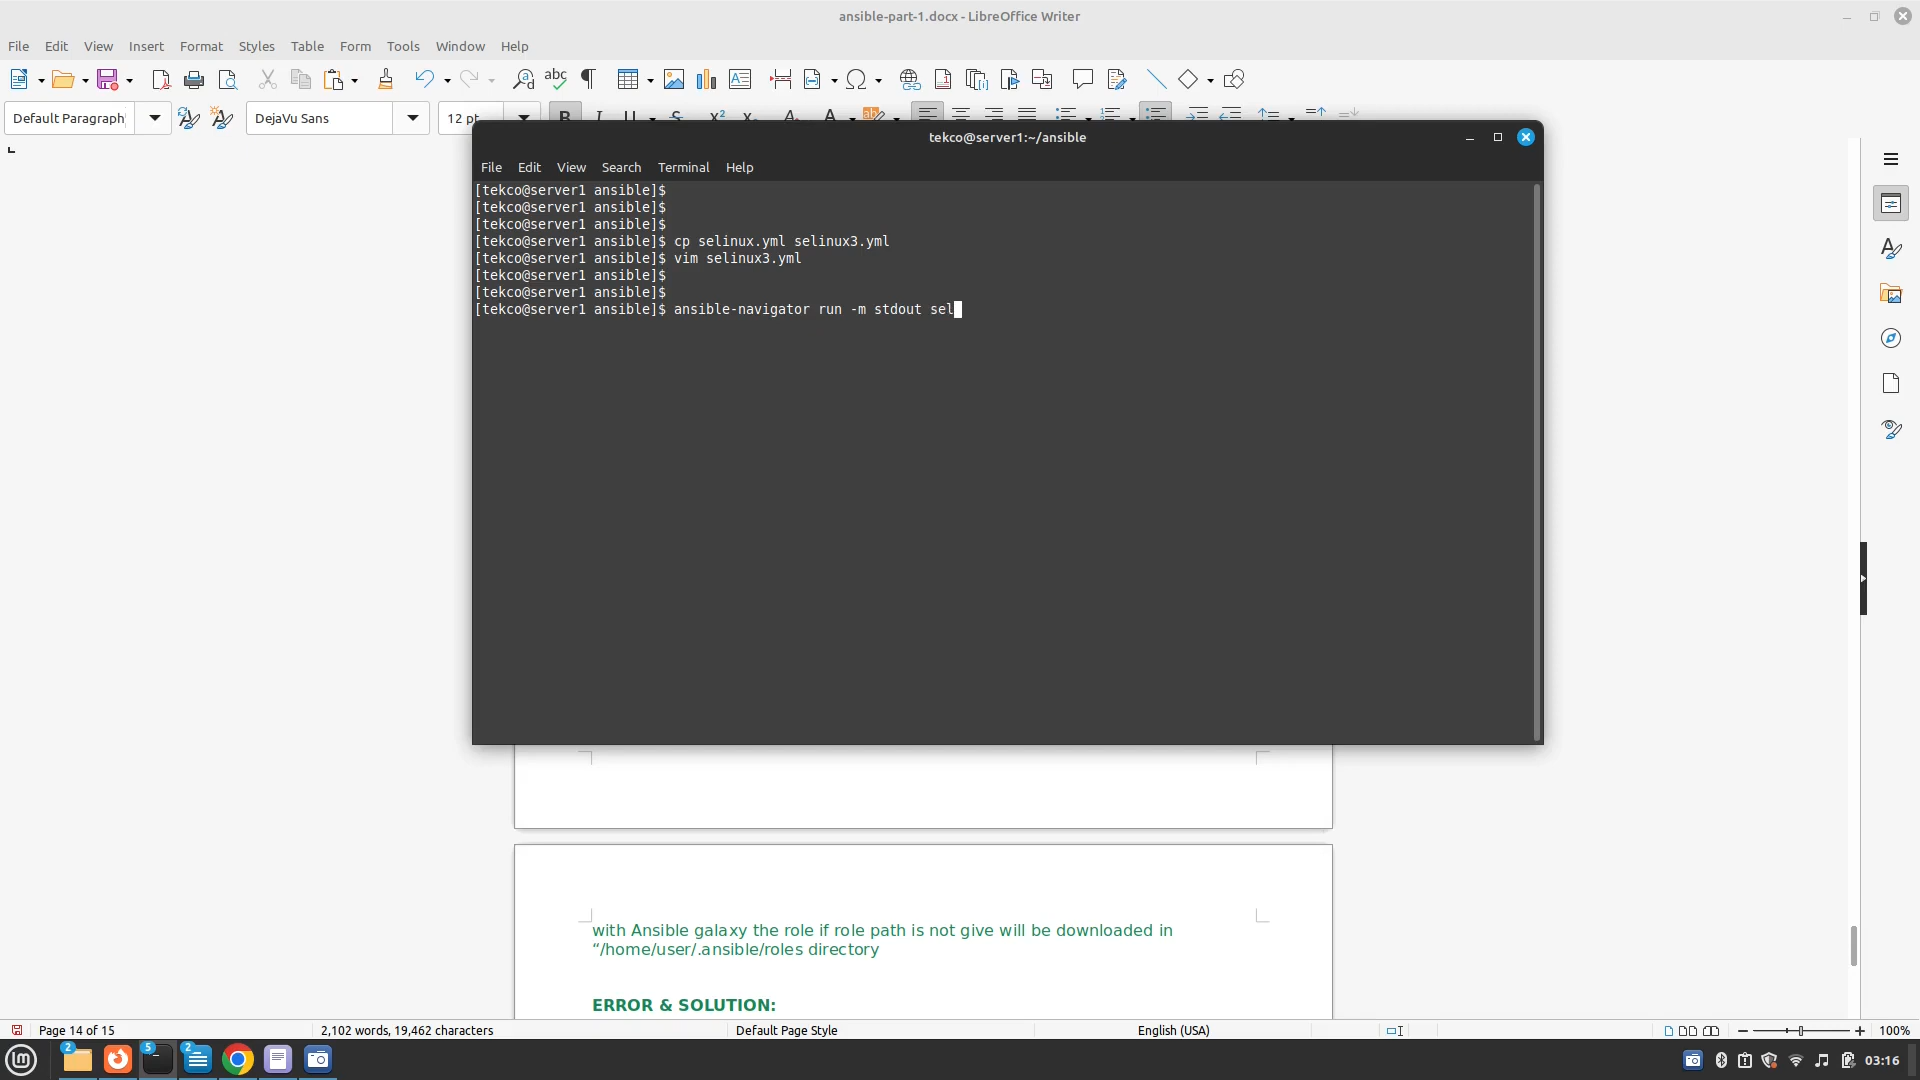 ansible-part-1.docx - LibreOffice Writer
File Edit View Insert Format Styles Table Form Tools Window Help
Default Paragraph DejaVu Sans 12 pt
tekco@server1:~/ansible
File Edit View Search Terminal Help
[tekco@server1 ansible]$
[tekco@server1 ansible]$
[tekco@server1 ansible]$
[tekco@server1 ansible]$ cp selinux.yml selinux3.yml
[tekco@server1 ansible]$ vim selinux3.yml
[tekco@server1 ansible]$
[tekco@server1 ansible]$
[tekco@server1 ansible]$ ansible-navigator run -m stdout sel
with Ansible galaxy the role if role path is not give will be downloaded in
“/home/user/.ansible/roles directory
ERROR & SOLUTION:
Page 14 of 15 2,102 words, 19,462 characters Default Page Style English (USA) 100%
2 5 2 03:16